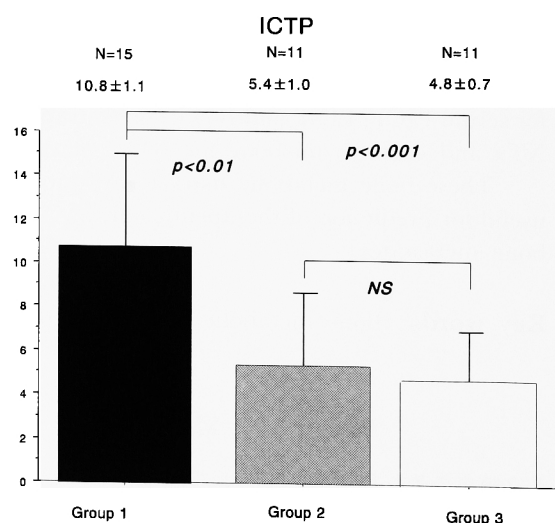 ICTP
N=15 N=11 N=11
10.8±1.1 5.4±1.0 4.8±0.7
16
14
12
10
8
6
4
2
0
p<0.01
p<0.001
NS
Group 1 Group 2 Group 3